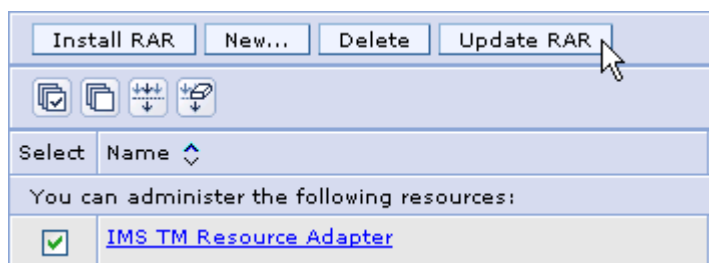 Install RAR New... Delete Update RAR
Select Name
You can administer the following resources:
IMS TM Resource Adapter